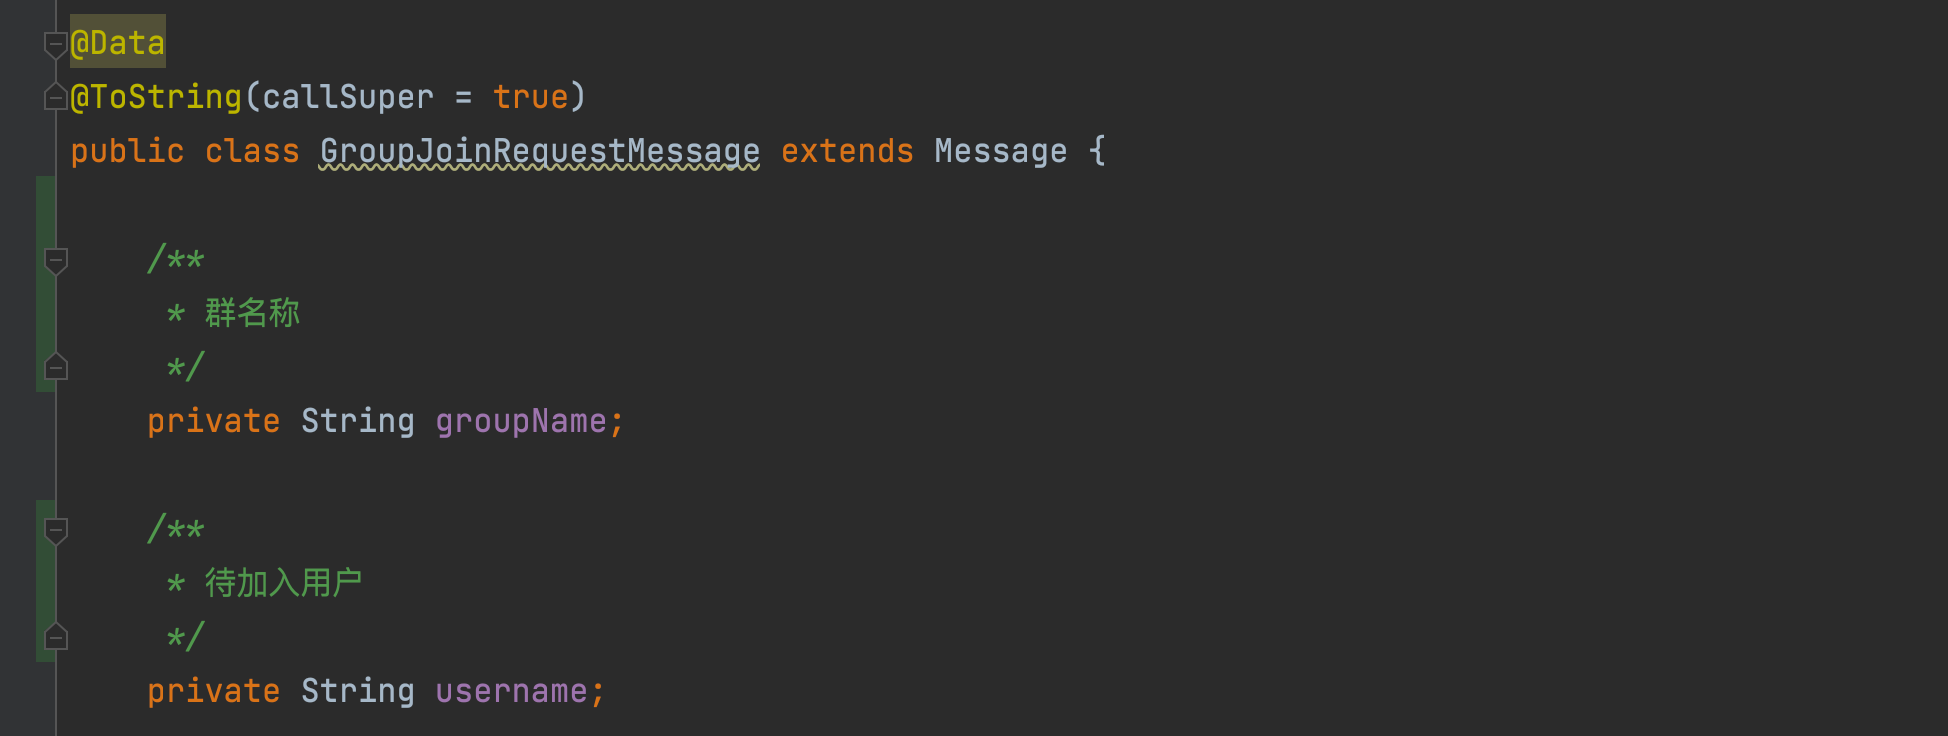 @Data
@ToString(callSuper = true)
public class GroupJoinRequestMessage extends Message {
/**
* 群名称
*/
private String groupName;
/**
* 待加入用户
*/
private String username;